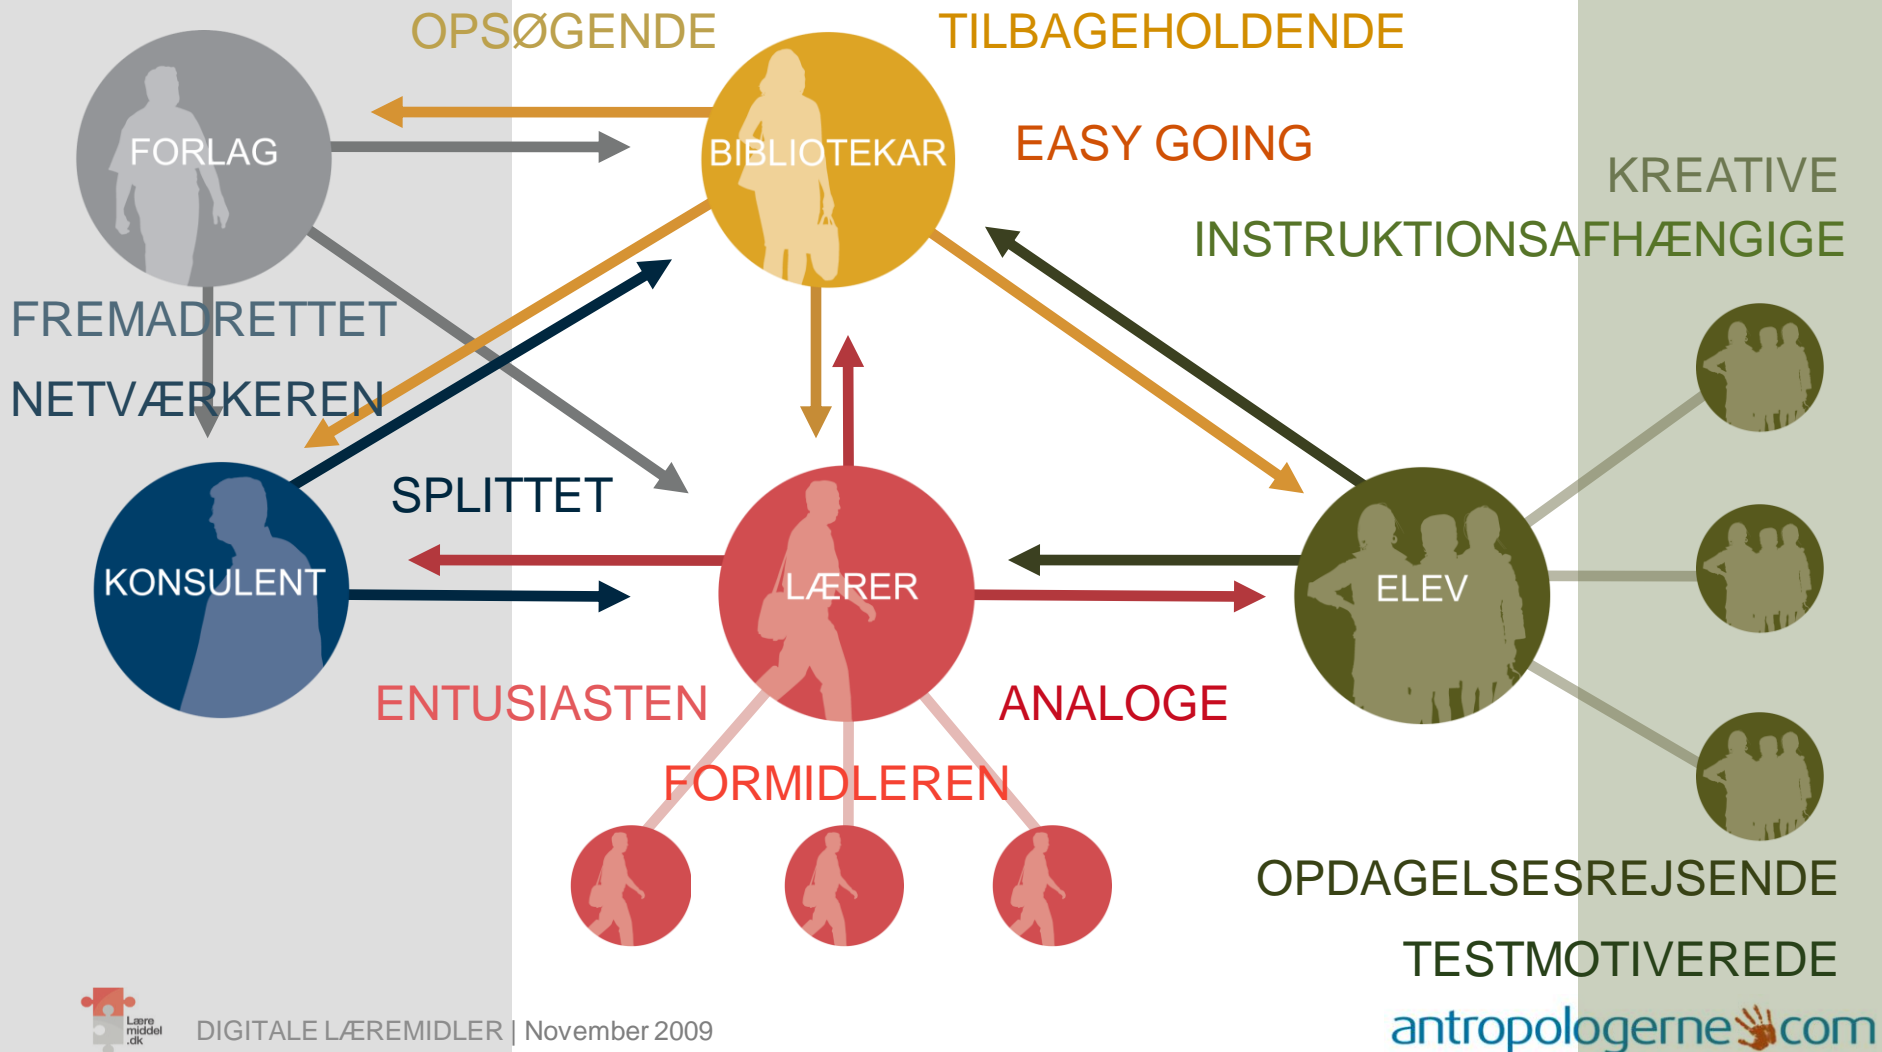 OPSØGENDE
TILBAGEHOLDENDE
FORLAG
BIBLIOTEKAR
EASY GOING
KREATIVE
INSTRUKTIONSAFHÆNGIGE
FREMADRETTET
NETVÆRKEREN
SPLITTET
KONSULENT
LÆRER
ELEV
ENTUSIASTEN
ANALOGE
FORMIDLEREN
OPDAGELSESREJSENDE
TESTMOTIVEREDE
Lære
middel
.dk
DIGITALE LÆREMIDLER | November 2009
antropologerne com